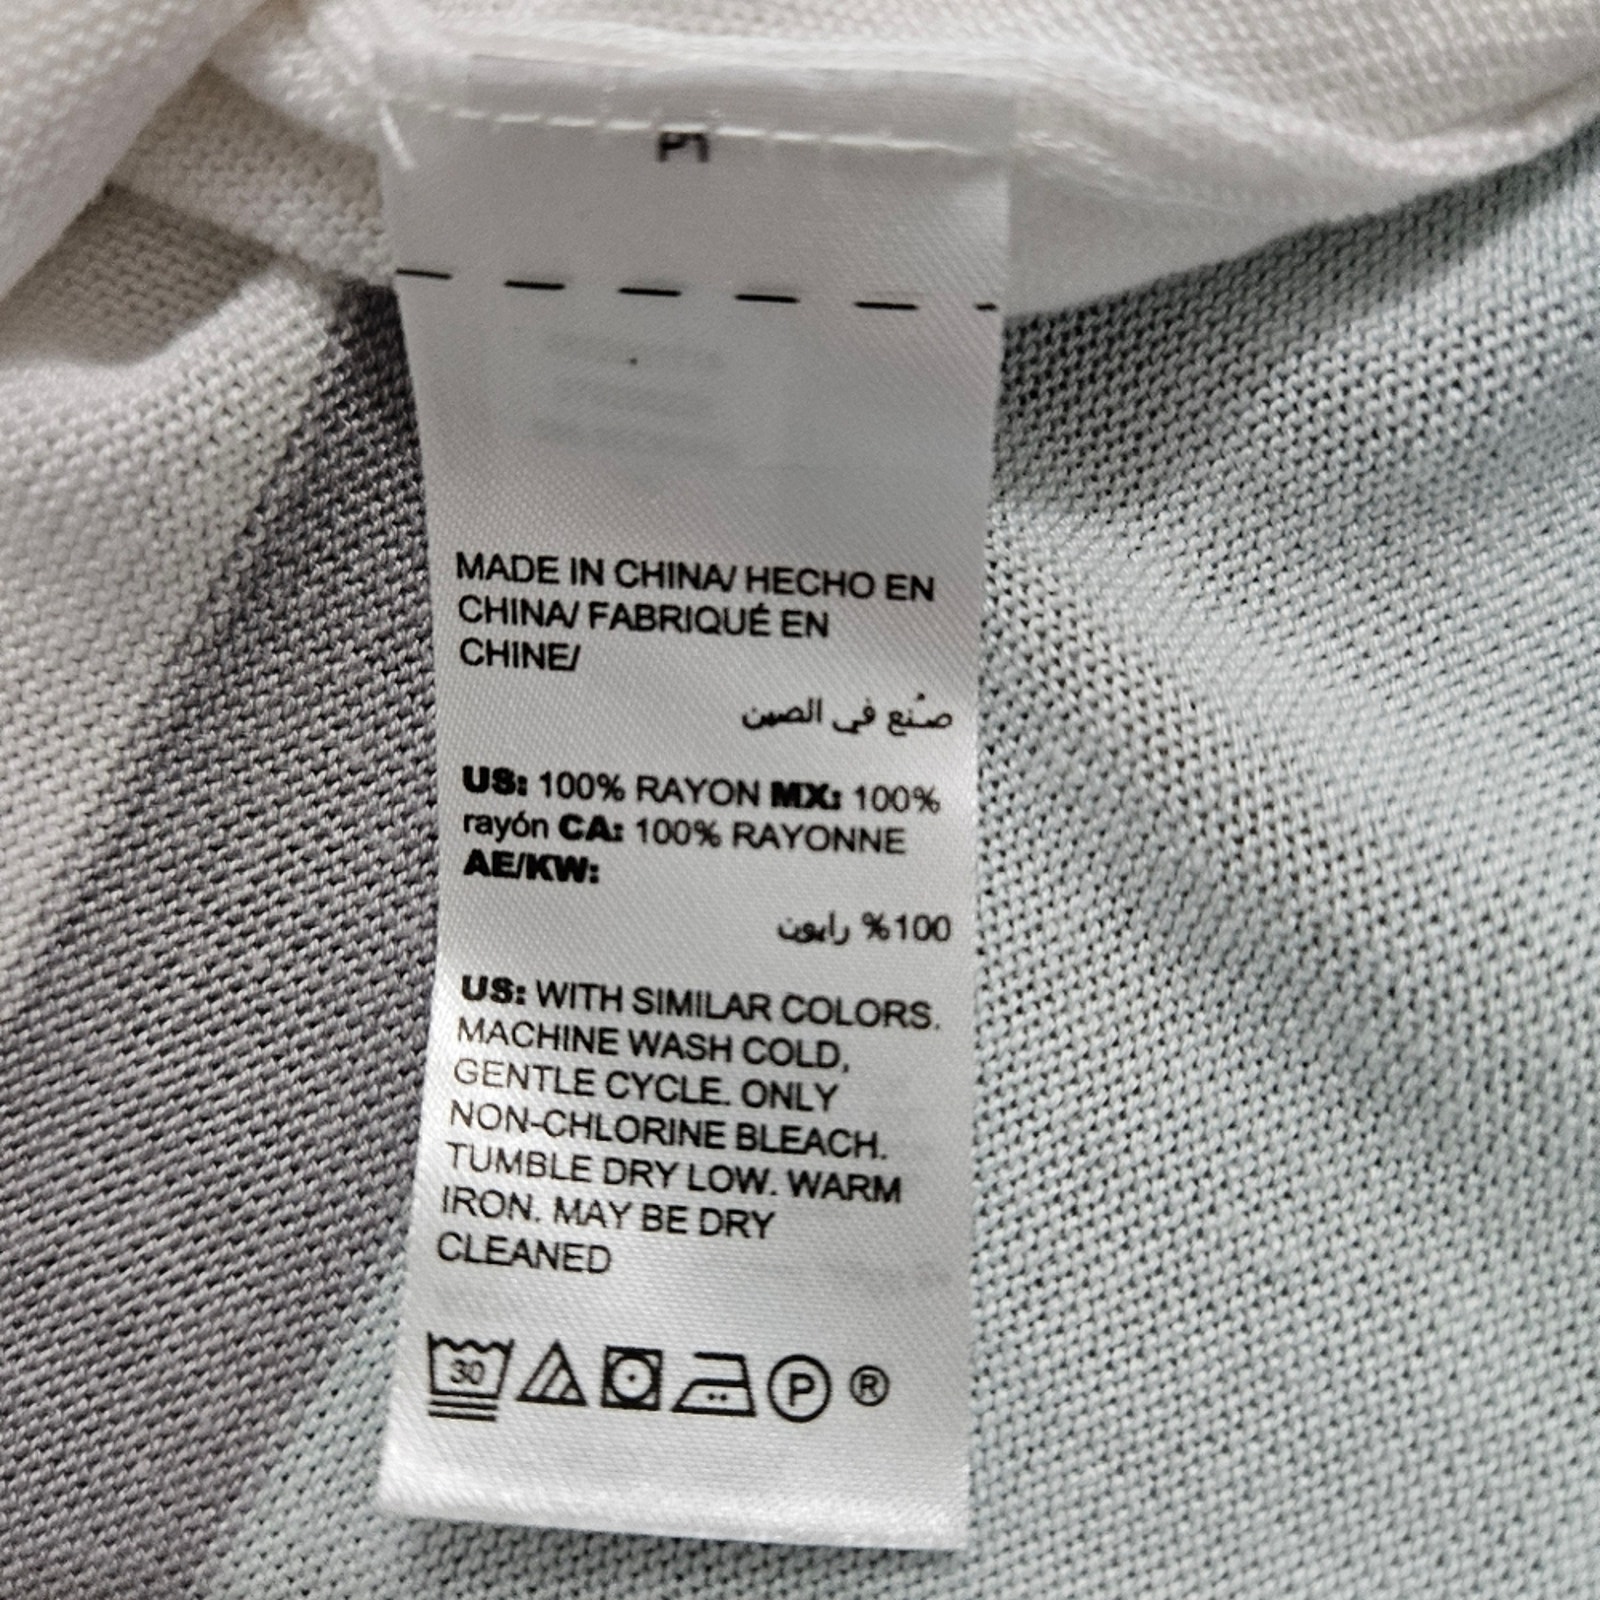 P1
MADE IN CHINA/ HECHO EN
CHINA/ FABRIQUÉ EN
CHINE/
صُنع في الصين
US: 100% RAYON MX: 100%
rayón CA: 100% RAYONNE
AE/KW:
100% رايون
US: WITH SIMILAR COLORS.
MACHINE WASH COLD,
GENTLE CYCLE. ONLY
NON-CHLORINE BLEACH.
TUMBLE DRY LOW. WARM
IRON. MAY BE DRY
CLEANED
30 P ®